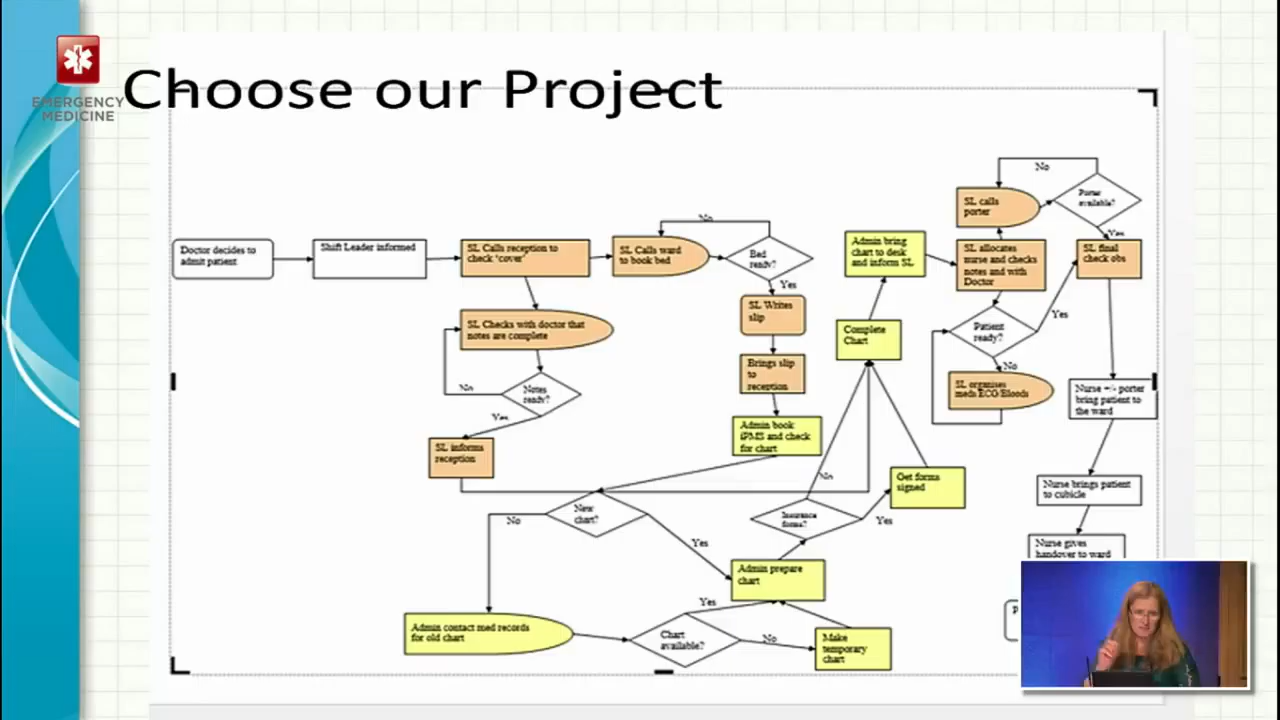 Choose our Project
EMERGENCY
MEDICINE
Doctor decides to
admit patient
Shift Leader informed
SL Calls reception to
check 'cover'
SL Calls ward
to book bed
No
Bed
ready?
Yes
SL Writes
slip
Brings slip
to
reception
Admin book
iPMS and check
for chart
SL Checks with doctor that
notes are complete
Notes
ready?
No
Yes
SL informs
reception
New
chart?
No
Yes
Admin contact med records
for old chart
Chart
available?
Yes
No
Make
temporary
chart
Admin prepare
chart
Insurance
forms?
No
Yes
Get forms
signed
Complete
Chart
Admin bring
chart to desk
and inform SL
SL allocates
nurse and checks
notes and with
Doctor
SL calls
porter
No
Porter
available?
Yes
SL final
check obs
Patient
ready?
Yes
No
SL organises
meds ECG/Bloods
Nurse +/- porter
bring patient to
the ward
Nurse brings patient
to cubicle
Nurse gives
handover to ward
P